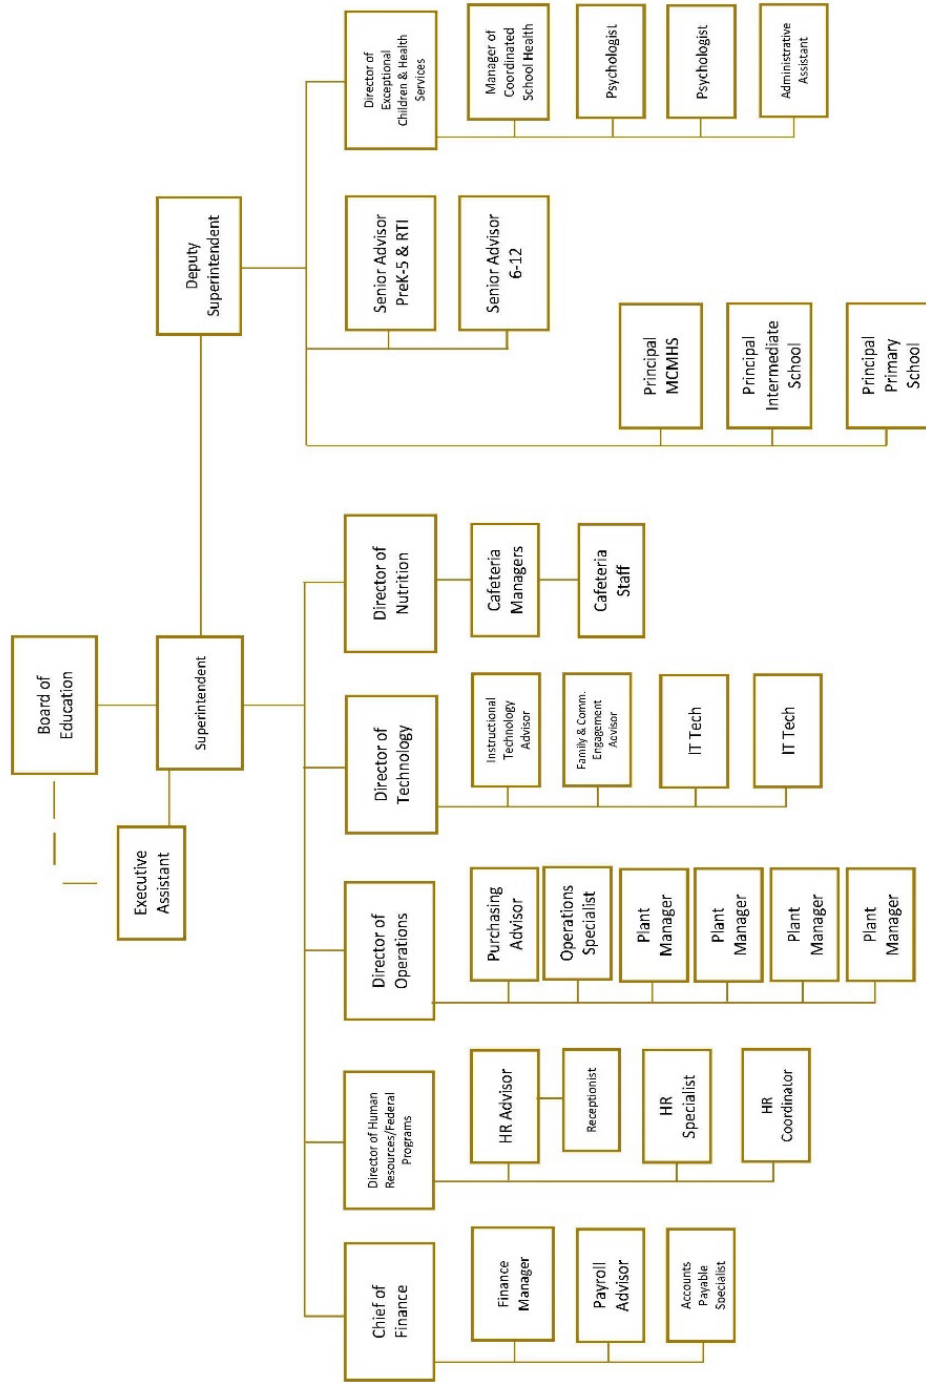 Board of
Education
Executive
Assistant
Superintendent
Deputy
Superintendent
Chief of
Finance
Finance
Manager
Payroll
Advisor
Accounts
Payable
Specialist
Director of Human
Resources/Federal
Programs
HR Advisor
Receptionist
HR
Specialist
HR
Coordinator
Director of
Operations
Purchasing
Advisor
Operations
Specialist
Plant
Manager
Plant
Manager
Plant
Manager
Plant
Manager
Director of
Technology
Instructional
Technology
Advisor
Family & Comm.
Engagement
Advisor
IT Tech
IT Tech
Director of
Nutrition
Cafeteria
Managers
Cafeteria
Staff
Principal
MCMHS
Principal
Intermediate
School
Principal
Primary
School
Senior Advisor
PreK-5 & RTI
Senior Advisor
6-12
Director of
Exceptional
Children & Health
Services
Manager of
Coordinated
School Health
Psychologist
Psychologist
Administrative
Assistant